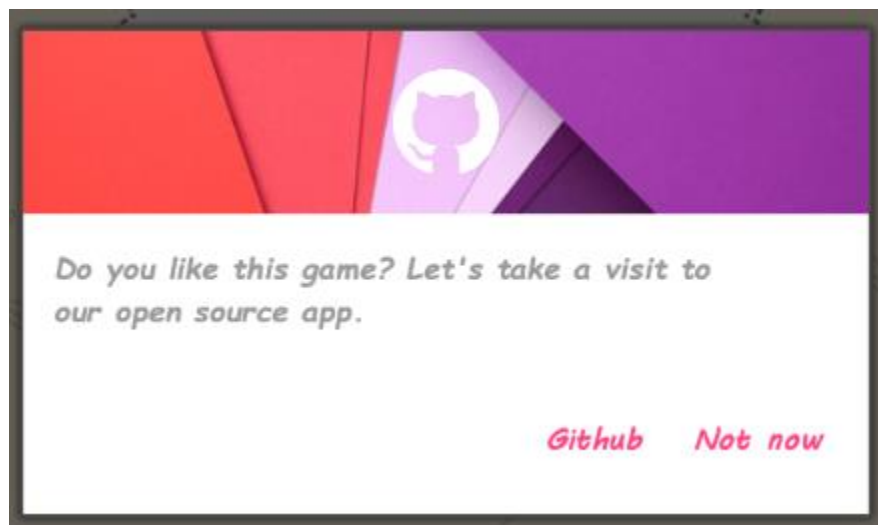 Do you like this game? Let's take a visit to
our open source app.
Github Not now